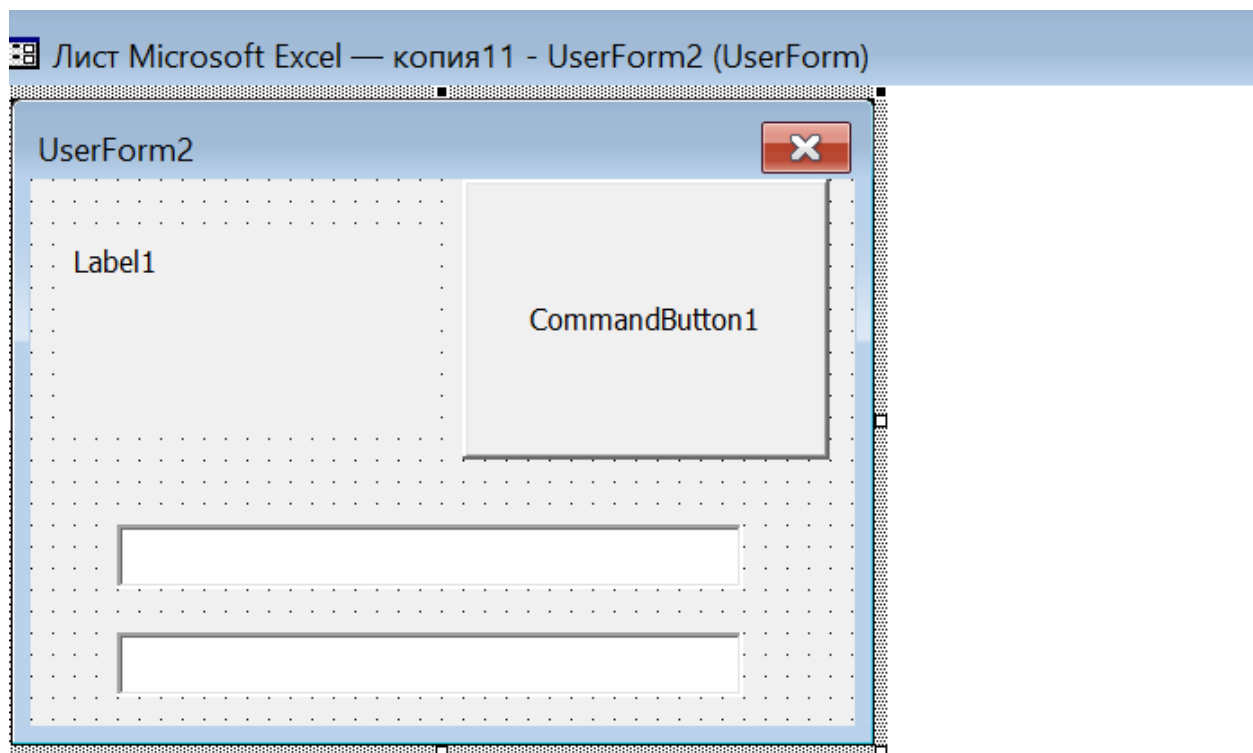 Лист Microsoft Excel — копия11 - UserForm2 (UserForm)
UserForm2
Label1
CommandButton1